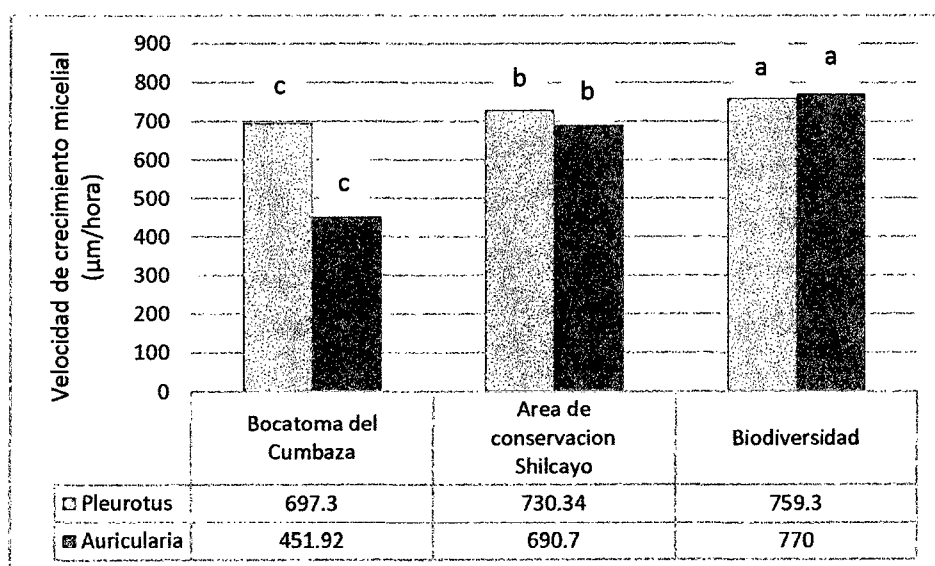 Velocidad de crecimiento micelial
(µm/hora)
900
800
700
600
500
400
300
200
100
0
c
c
b
b
a
a
Bocatoma del
Cumbaza
Area de
conservacion
Shilcayo
Biodiversidad
Pleurotus 697.3 730.34 759.3
Auricularia 451.92 690.7 770